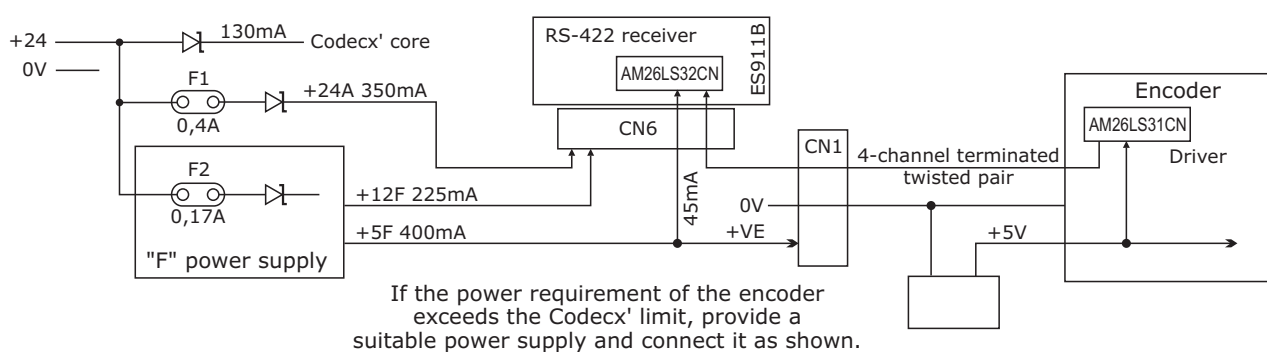 +24
0V
130mA
Codecx' core
F1
0,4A
+24A 350mA
F2
0,17A
"F" power supply
+12F 225mA
+5F 400mA
RS-422 receiver
AM26LS32CN
ES911B
CN6
45mA
CN1
0V
+VE
4-channel terminated
twisted pair
+5V
Encoder
AM26LS31CN
Driver
If the power requirement of the encoder
exceeds the Codecx' limit, provide a
suitable power supply and connect it as shown.